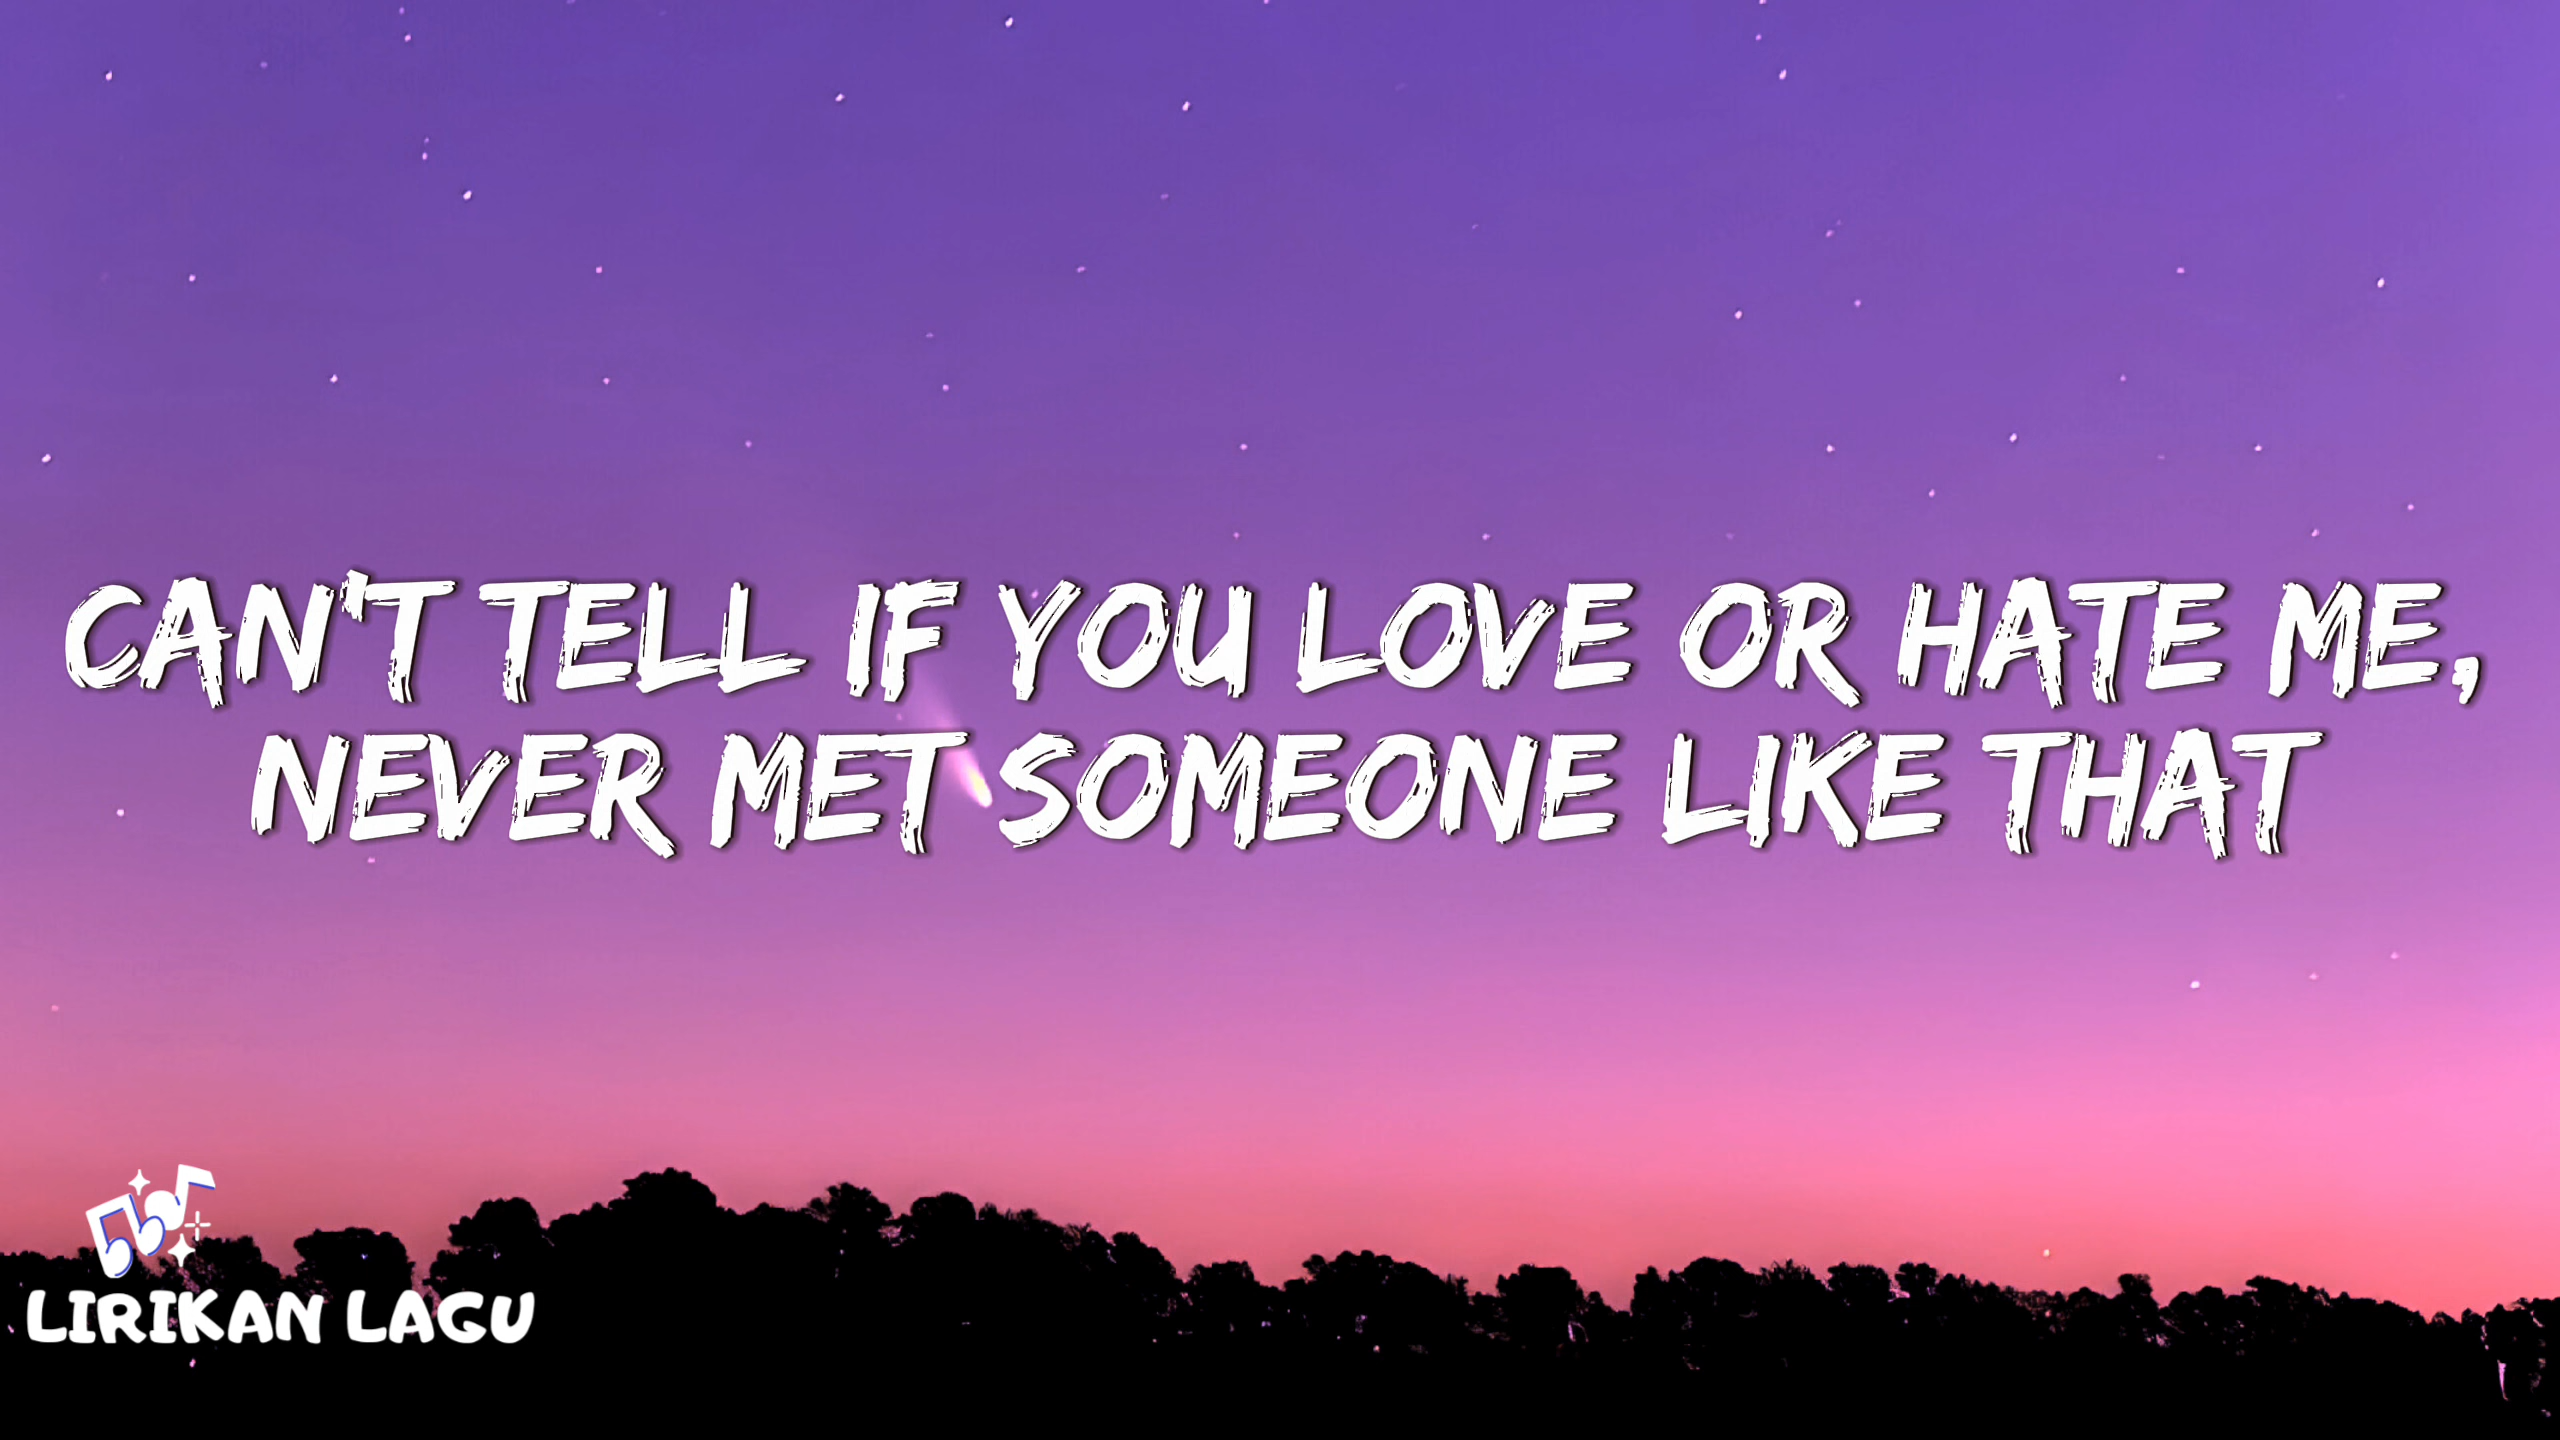 CAN'T TELL IF YOU LOVE OR HATE ME,
NEVER MET SOMEONE LIKE THAT
LIRIKAN LAGU